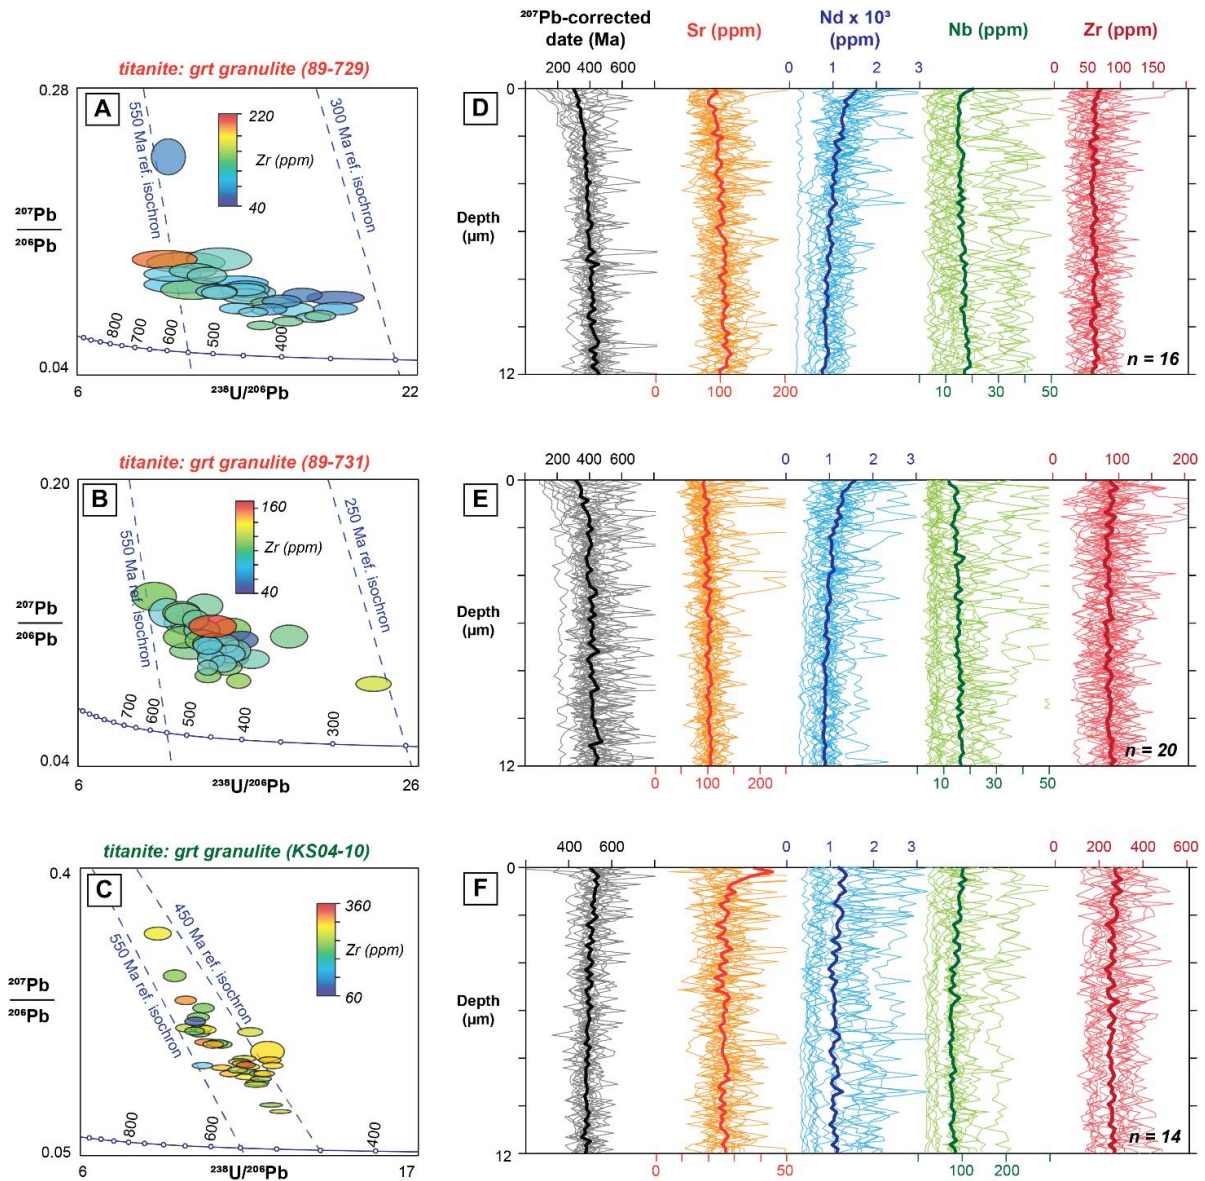 ²⁰⁷Pb-corrected
date (Ma)
Sr (ppm)
Nd x 10³
(ppm)
Nb (ppm)
Zr (ppm)
titanite: grt granulite (89-729)
A
0.28
0.04
²⁰⁷Pb
²⁰⁶Pb
550 Ma ref. isochron
300 Ma ref. isochron
220
Zr (ppm)
40
800
700
600
500
400
6
²³⁸U/²⁰⁶Pb
22
D
200 400 600
0 1 2 3
0 50 100 150
0
Depth
(µm)
12
n = 16
0 100 200
10 30 50
titanite: grt granulite (89-731)
B
0.20
0.04
²⁰⁷Pb
²⁰⁶Pb
550 Ma ref. isochron
250 Ma ref. isochron
160
Zr (ppm)
40
700
600
500
400
300
6
²³⁸U/²⁰⁶Pb
26
E
200 400 600
0 1 2 3
0 100 200
0
Depth
(µm)
12
n = 20
0 100 200
10 30 50
titanite: grt granulite (KS04-10)
C
0.4
0.05
²⁰⁷Pb
²⁰⁶Pb
550 Ma ref. isochron
450 Ma ref. isochron
360
Zr (ppm)
60
800
600
400
6
²³⁸U/²⁰⁶Pb
17
F
400 600
0 1 2 3
0 200 400 600
0
Depth
(µm)
12
n = 14
0 50
100 200